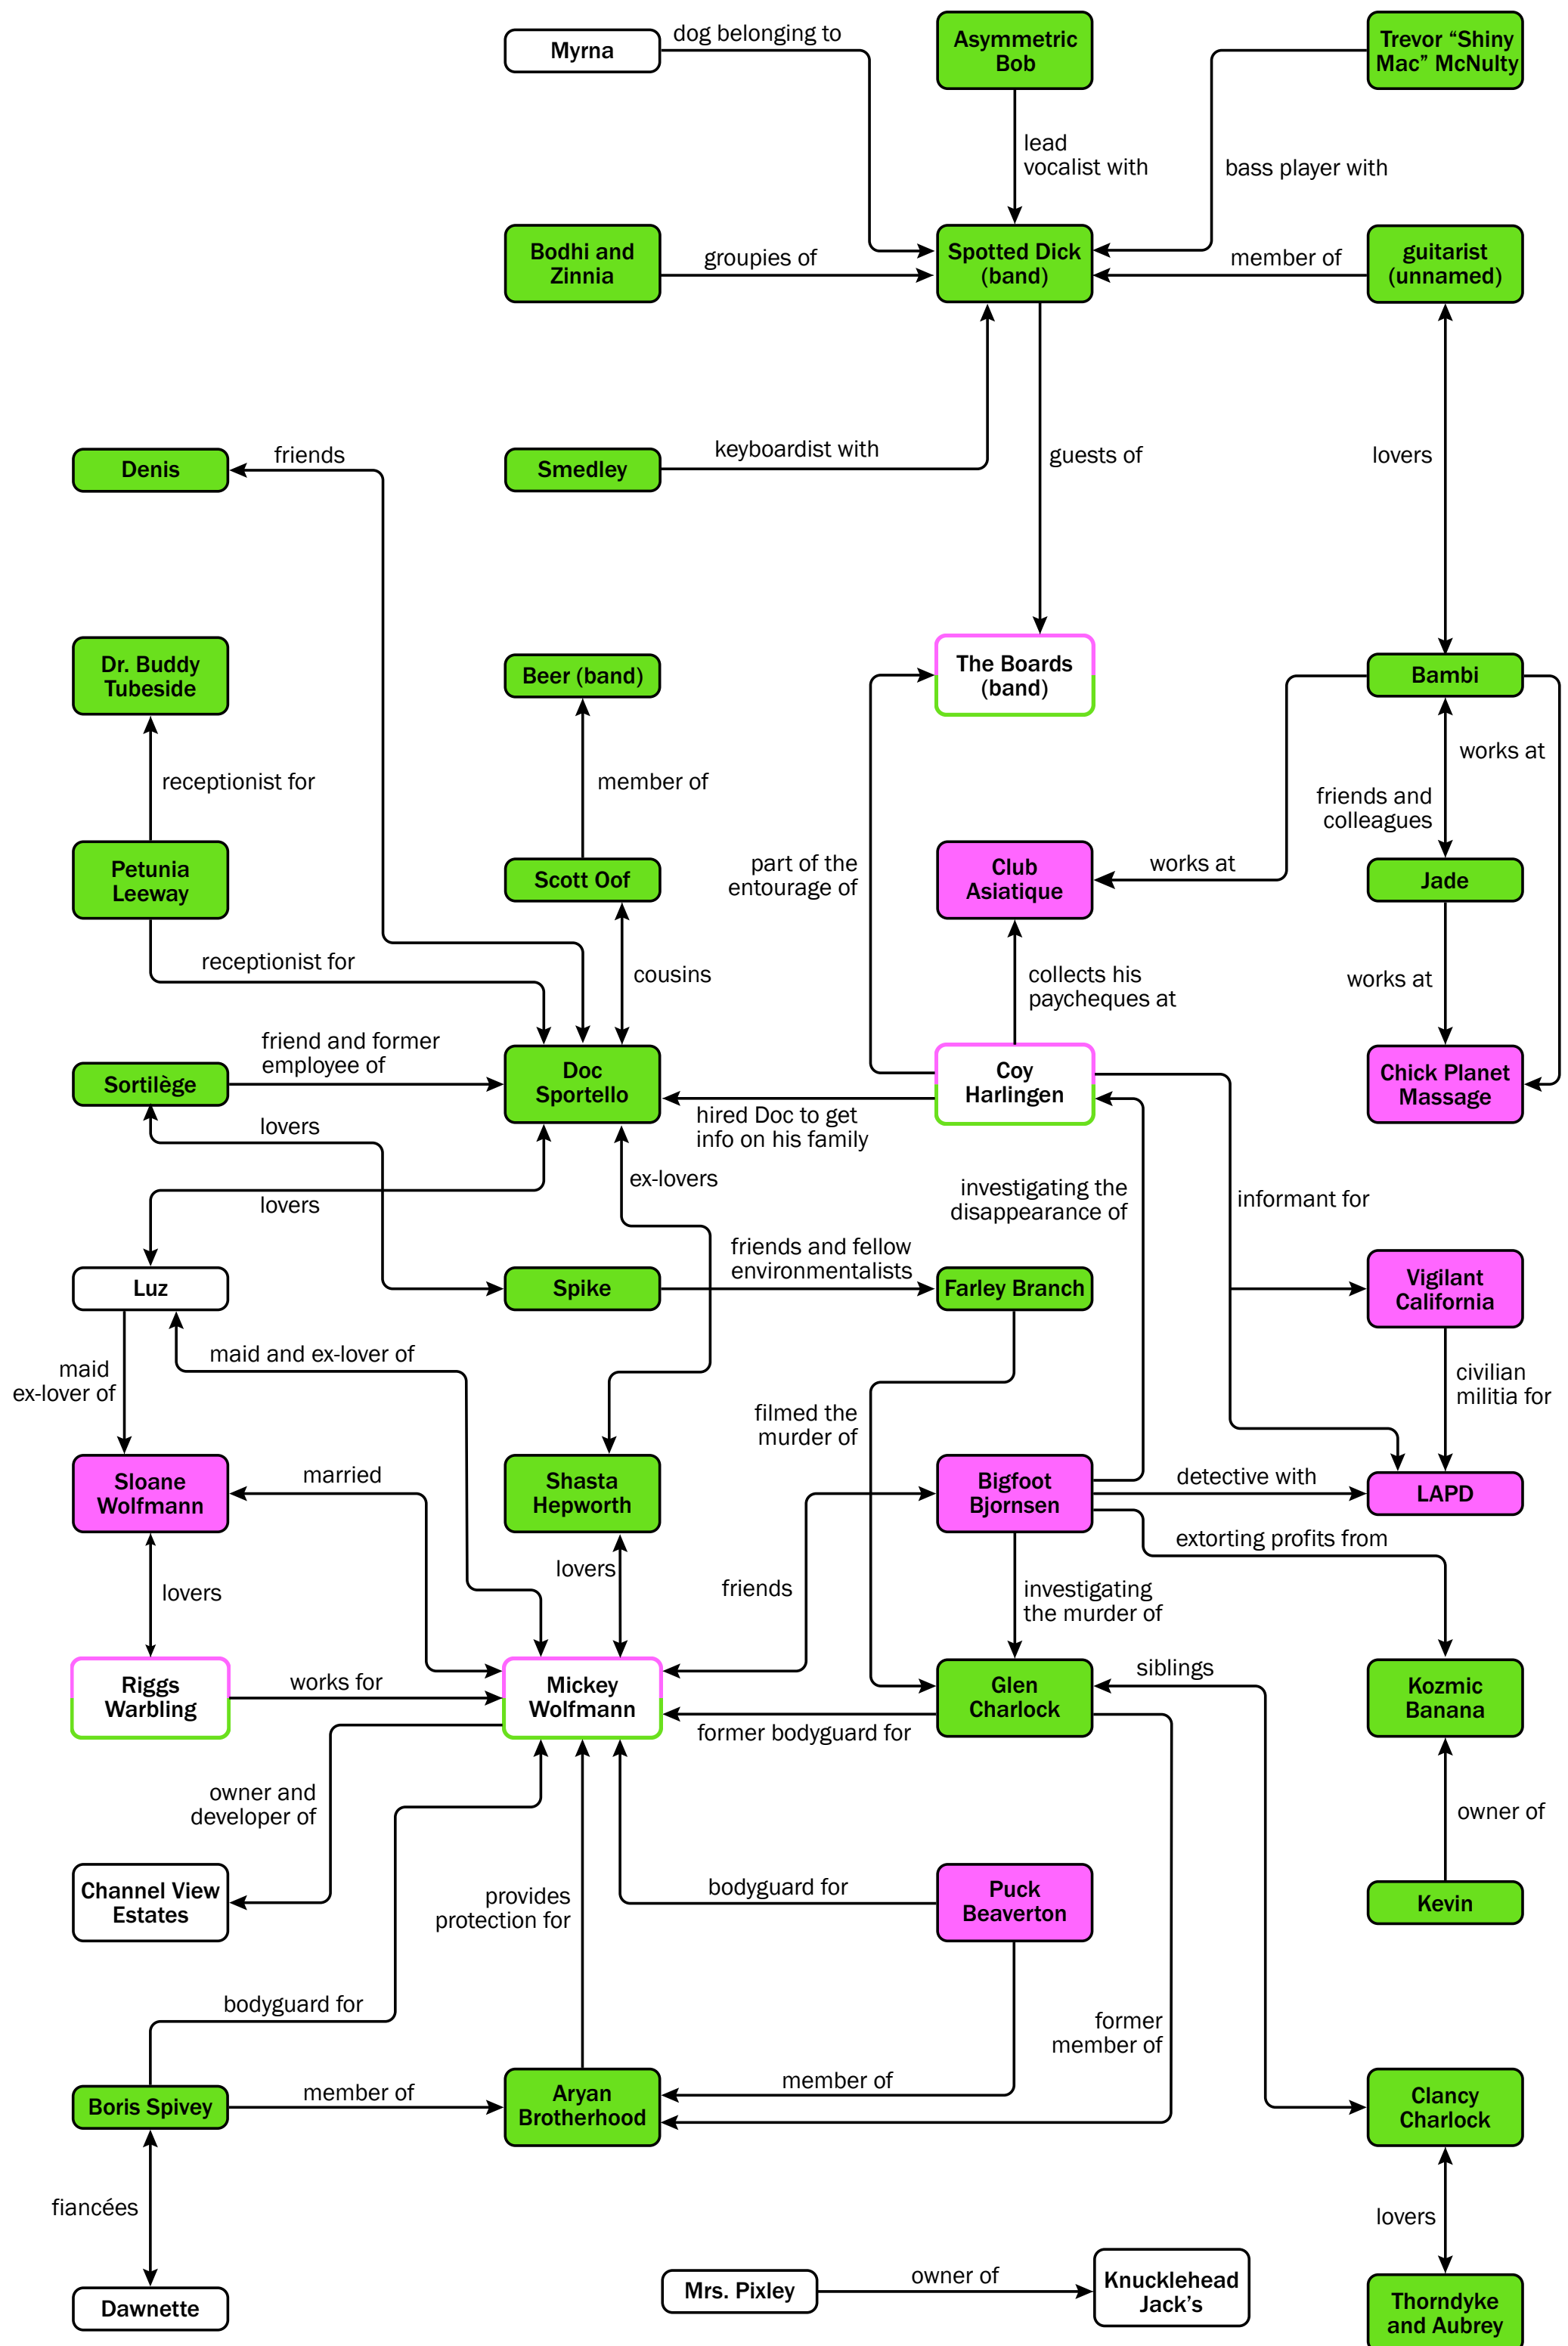 dog belonging to
Myrna
Asymmetric
Bob
Trevor “Shiny
Mac” McNulty
lead
vocalist with
bass player with
Bodhi and
Zinnia
groupies of
Spotted Dick
(band)
member of
guitarist
(unnamed)
Denis
friends
Smedley
keyboardist with
guests of
lovers
Dr. Buddy
Tubeside
Beer (band)
The Boards
(band)
Bambi
receptionist for
member of
works at
friends and
colleagues
Petunia
Leeway
Scott Oof
part of the
entourage of
Club
Asiatique
works at
Jade
receptionist for
cousins
collects his
paycheques at
works at
Sortilège
friend and former
employee of
Doc
Sportello
Coy
Harlingen
Chick Planet
Massage
hired Doc to get
info on his family
lovers
lovers
ex-lovers
investigating the
disappearance of
informant for
Luz
Spike
friends and fellow
environmentalists
Farley Branch
Vigilant
California
maid
ex-lover of
maid and ex-lover of
filmed the
murder of
civilian
militia for
Sloane
Wolfmann
married
Shasta
Hepworth
Bigfoot
Bjornsen
detective with
LAPD
extorting profits from
lovers
lovers
friends
investigating
the murder of
Riggs
Warbling
works for
Mickey
Wolfmann
former bodyguard for
Glen
Charlock
siblings
Kozmic
Banana
owner and
developer of
owner of
Channel View
Estates
provides
protection for
bodyguard for
Puck
Beaverton
Kevin
bodyguard for
former
member of
Boris Spivey
member of
Aryan
Brotherhood
member of
Clancy
Charlock
fiancées
lovers
Dawnette
Mrs. Pixley
owner of
Knucklehead
Jack’s
Thorndyke
and Aubrey